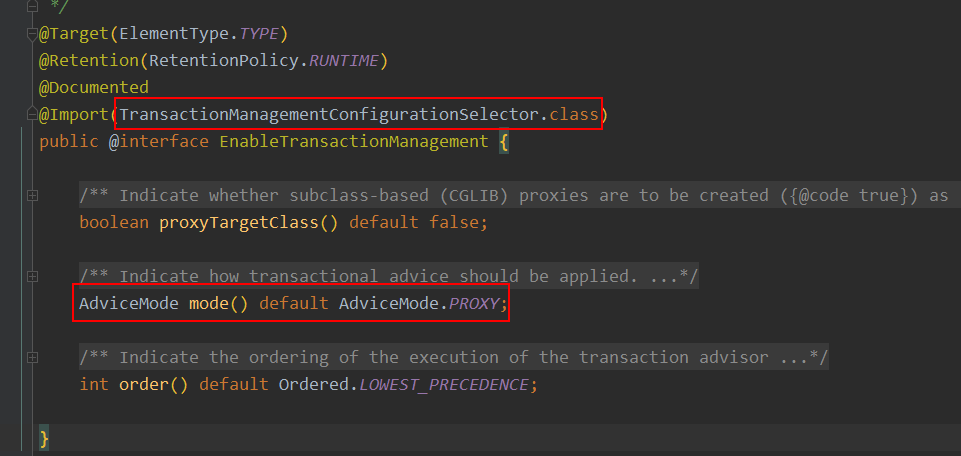 */
@Target(ElementType.TYPE)
@Retention(RetentionPolicy.RUNTIME)
@Documented
@Import(TransactionManagementConfigurationSelector.class)
public @interface EnableTransactionManagement {
/** Indicate whether subclass-based (CGLIB) proxies are to be created ({@code true}) as
boolean proxyTargetClass() default false;
/** Indicate how transactional advice should be applied. ...*/
AdviceMode mode() default AdviceMode.PROXY;
/** Indicate the ordering of the execution of the transaction advisor ...*/
int order() default Ordered.LOWEST_PRECEDENCE;
}